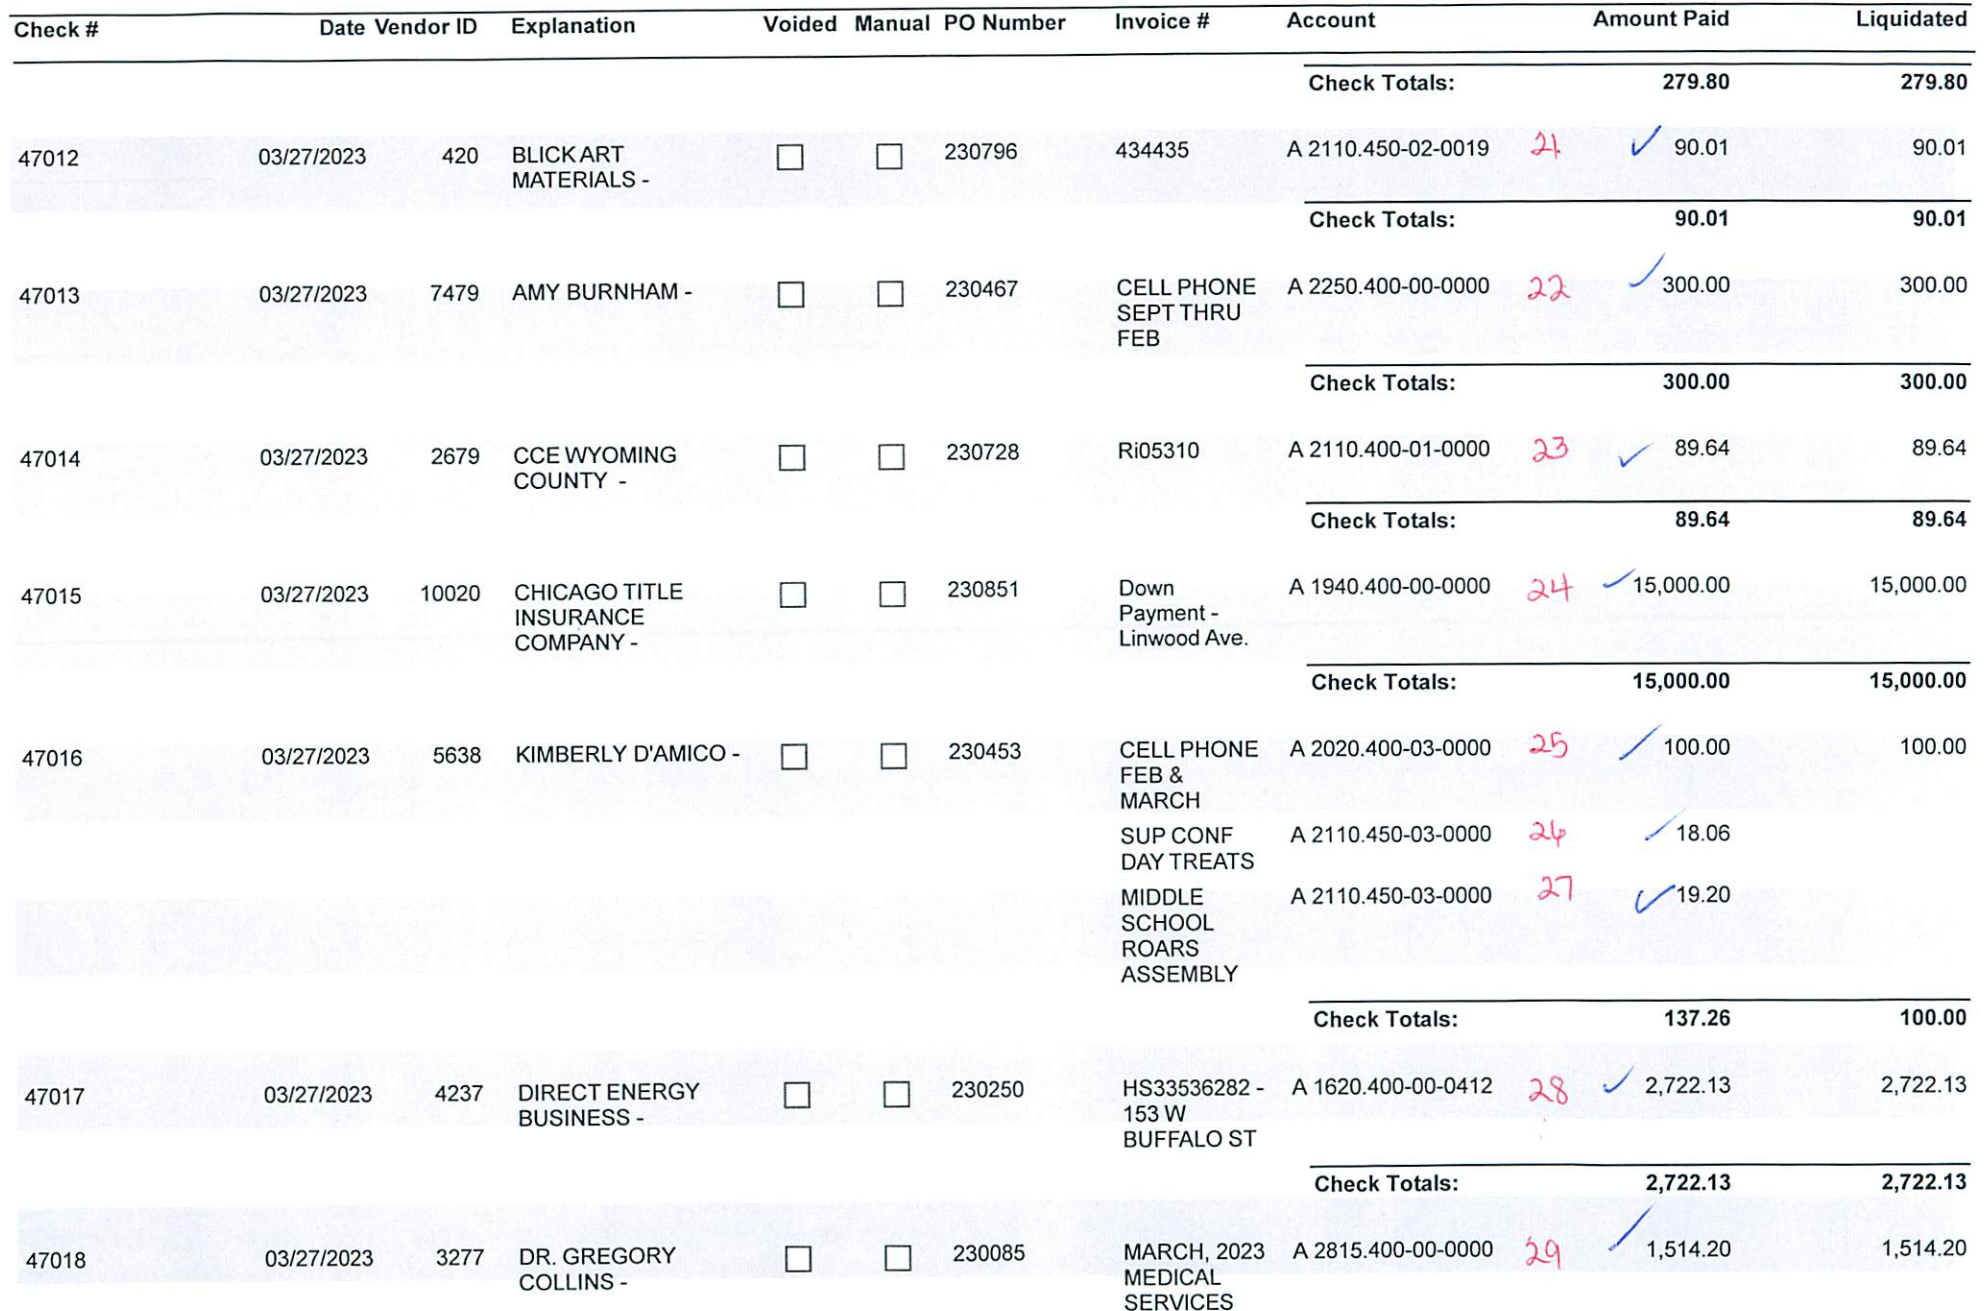 Check # Date Vendor ID Explanation Voided Manual PO Number Invoice # Account Amount Paid Liquidated
Check Totals: 279.80 279.80
47012 03/27/2023 420 BLICK ART 230796 434435 A 2110.450-02-0019 21 ✓ 90.01 90.01
MATERIALS -
Check Totals: 90.01 90.01
47013 03/27/2023 7479 AMY BURNHAM - 230467 CELL PHONE A 2250.400-00-0000 22 ✓ 300.00 300.00
SEPT THRU
FEB
Check Totals: 300.00 300.00
47014 03/27/2023 2679 CCE WYOMING 230728 Ri05310 A 2110.400-01-0000 23 ✓ 89.64 89.64
COUNTY -
Check Totals: 89.64 89.64
47015 03/27/2023 10020 CHICAGO TITLE 230851 Down A 1940.400-00-0000 24 ✓ 15,000.00 15,000.00
INSURANCE Payment -
COMPANY - Linwood Ave.
Check Totals: 15,000.00 15,000.00
47016 03/27/2023 5638 KIMBERLY D'AMICO - 230453 CELL PHONE A 2020.400-03-0000 25 ✓ 100.00 100.00
FEB &
MARCH
SUP CONF A 2110.450-03-0000 26 ✓ 18.06
DAY TREATS
MIDDLE A 2110.450-03-0000 27 ✓ 19.20
SCHOOL
ROARS
ASSEMBLY
Check Totals: 137.26 100.00
47017 03/27/2023 4237 DIRECT ENERGY 230250 HS33536282 - A 1620.400-00-0412 28 ✓ 2,722.13 2,722.13
BUSINESS - 153 W
BUFFALO ST
Check Totals: 2,722.13 2,722.13
47018 03/27/2023 3277 DR. GREGORY 230085 MARCH, 2023 A 2815.400-00-0000 29 ✓ 1,514.20 1,514.20
COLLINS - MEDICAL
SERVICES